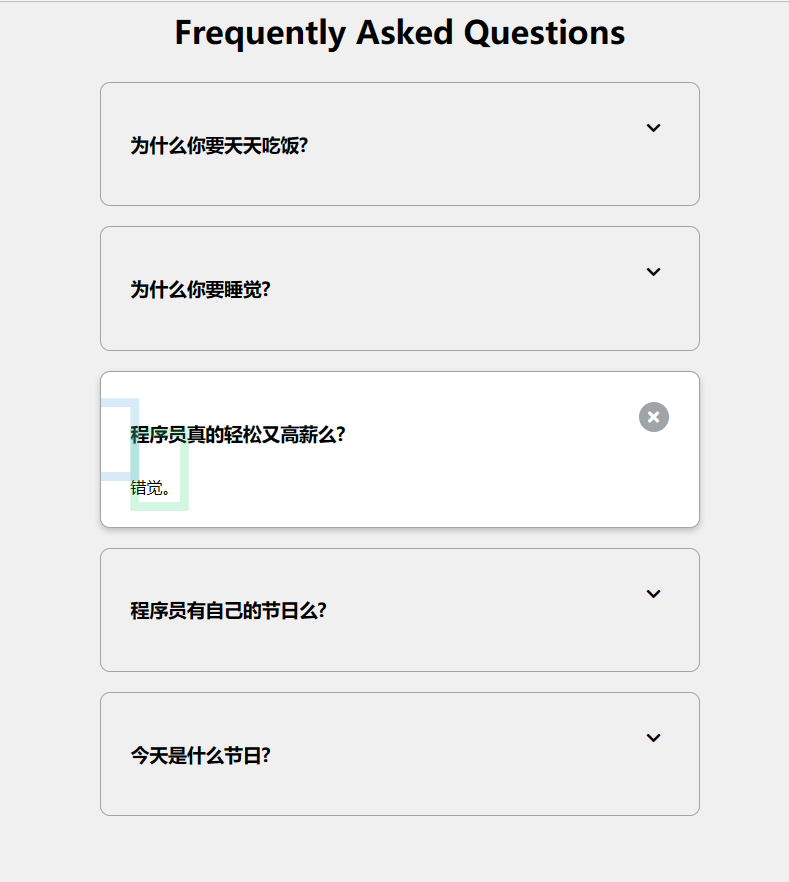 Frequently Asked Questions
为什么你要天天吃饭?
为什么你要睡觉?
程序员真的轻松又高薪么?
错觉。
程序员有自己的节日么?
今天是什么节日?